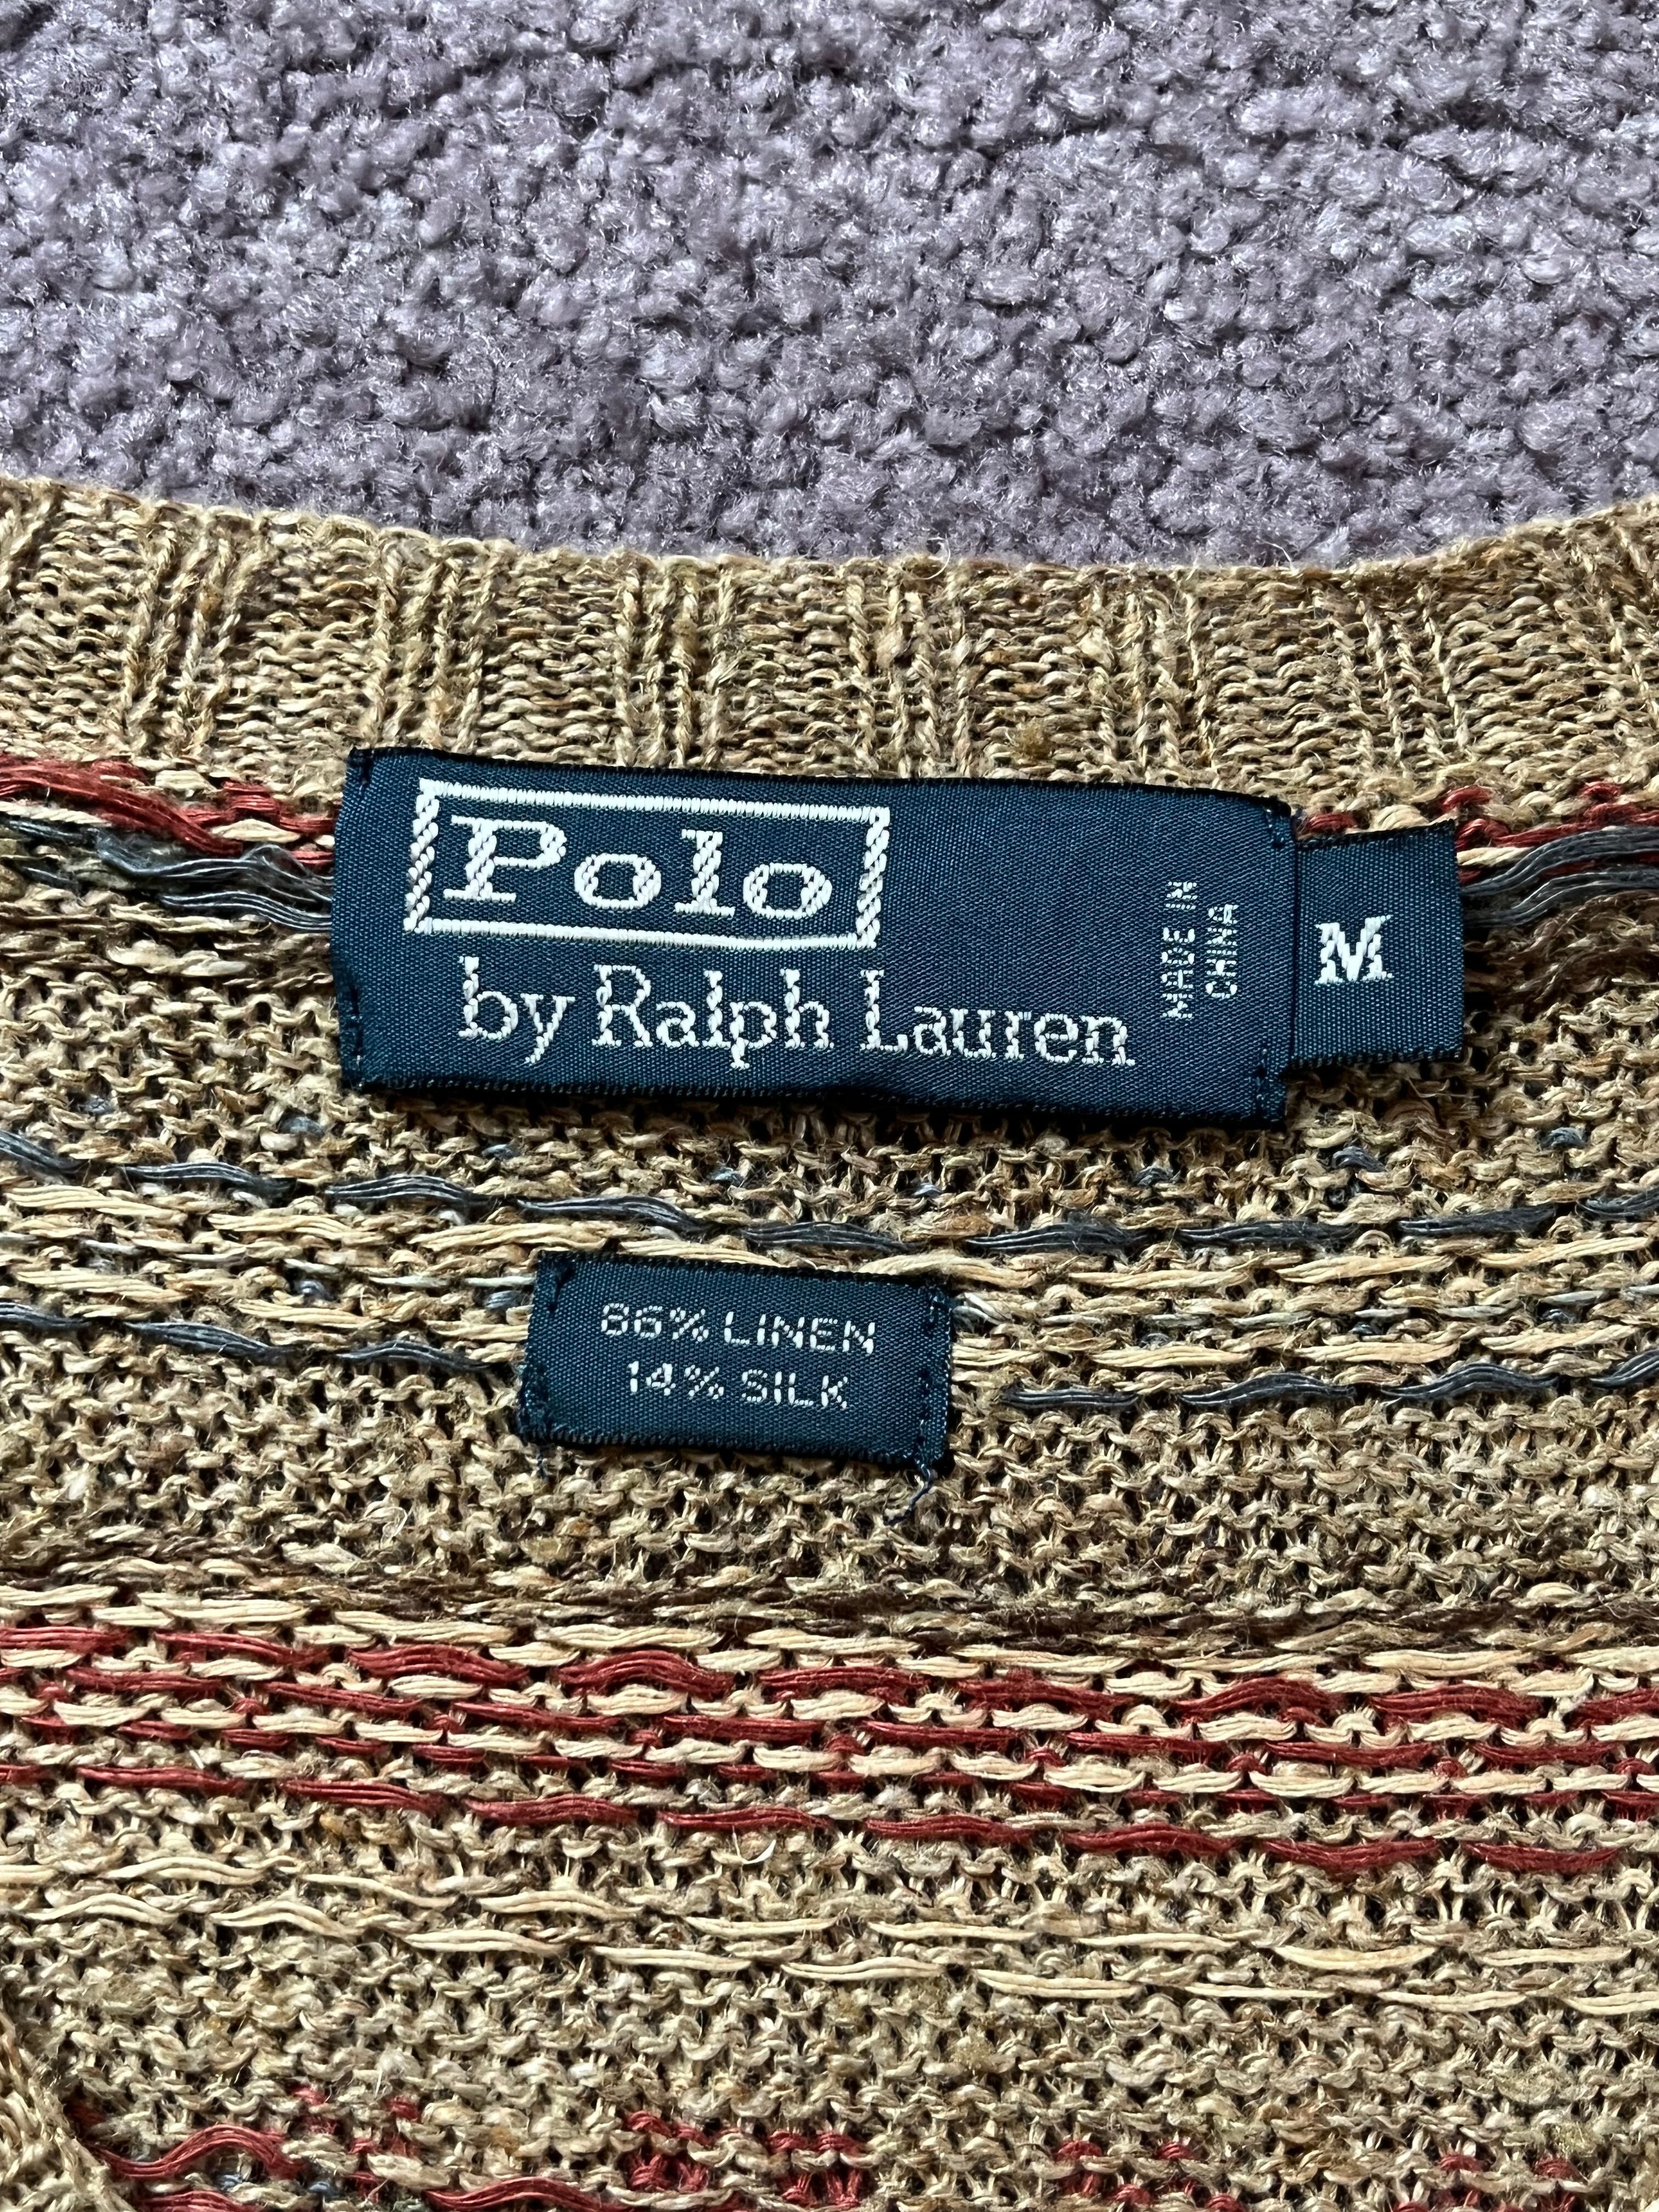 Polo
by Ralph Lauren
MADE IN
CHINA
M
86% LINEN
14% SILK